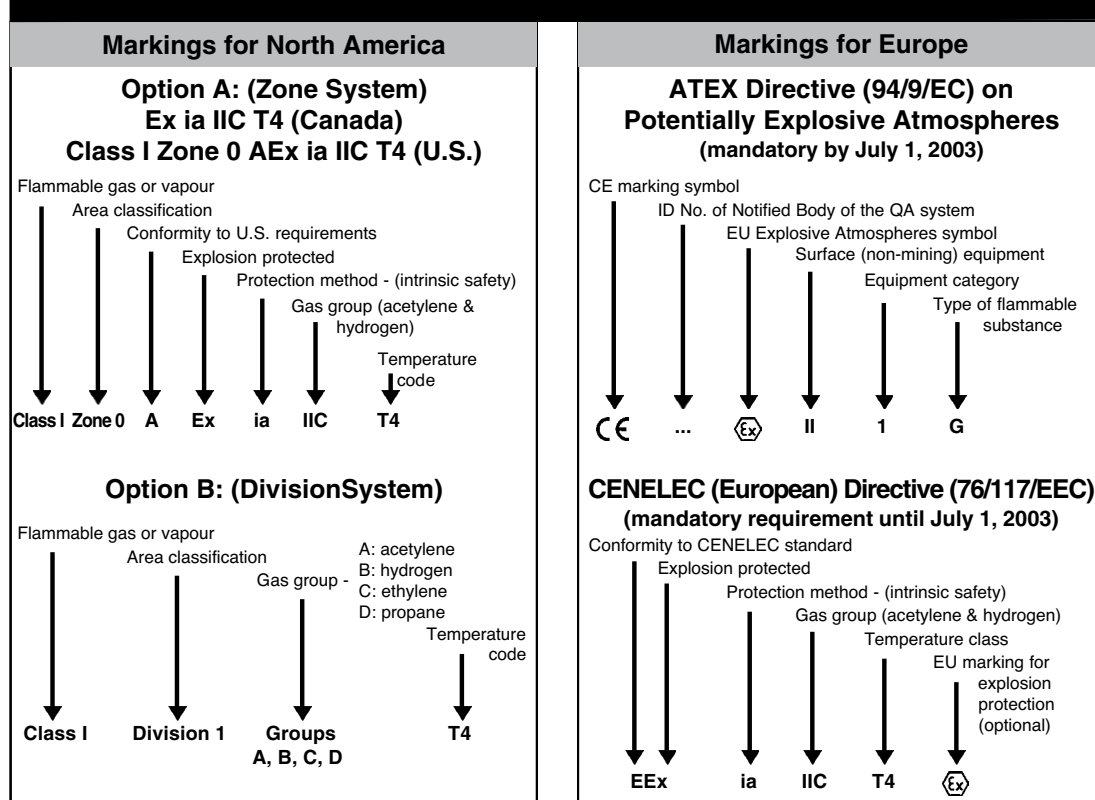 Markings for North America
Option A: (Zone System)
Ex ia IIC T4 (Canada)
Class I Zone 0 AEx ia IIC T4 (U.S.)
Flammable gas or vapour
Area classification
Conformity to U.S. requirements
Explosion protected
Protection method - (intrinsic safety)
Gas group (acetylene &
hydrogen)
Temperature
code
Class I Zone 0 A Ex ia IIC T4
Option B: (DivisionSystem)
Flammable gas or vapour
Area classification
Gas group -
A: acetylene
B: hydrogen
C: ethylene
D: propane
Temperature
code
Class I Division 1 Groups T4
A, B, C, D
Markings for Europe
ATEX Directive (94/9/EC) on
Potentially Explosive Atmospheres
(mandatory by July 1, 2003)
CE marking symbol
ID No. of Notified Body of the QA system
EU Explosive Atmospheres symbol
Surface (non-mining) equipment
Equipment category
Type of flammable
substance
CE ... Ex II 1 G
CENELEC (European) Directive (76/117/EEC)
(mandatory requirement until July 1, 2003)
Conformity to CENELEC standard
Explosion protected
Protection method - (intrinsic safety)
Gas group (acetylene & hydrogen)
Temperature class
EU marking for
explosion
protection
(optional)
EEx ia IIC T4 Ex